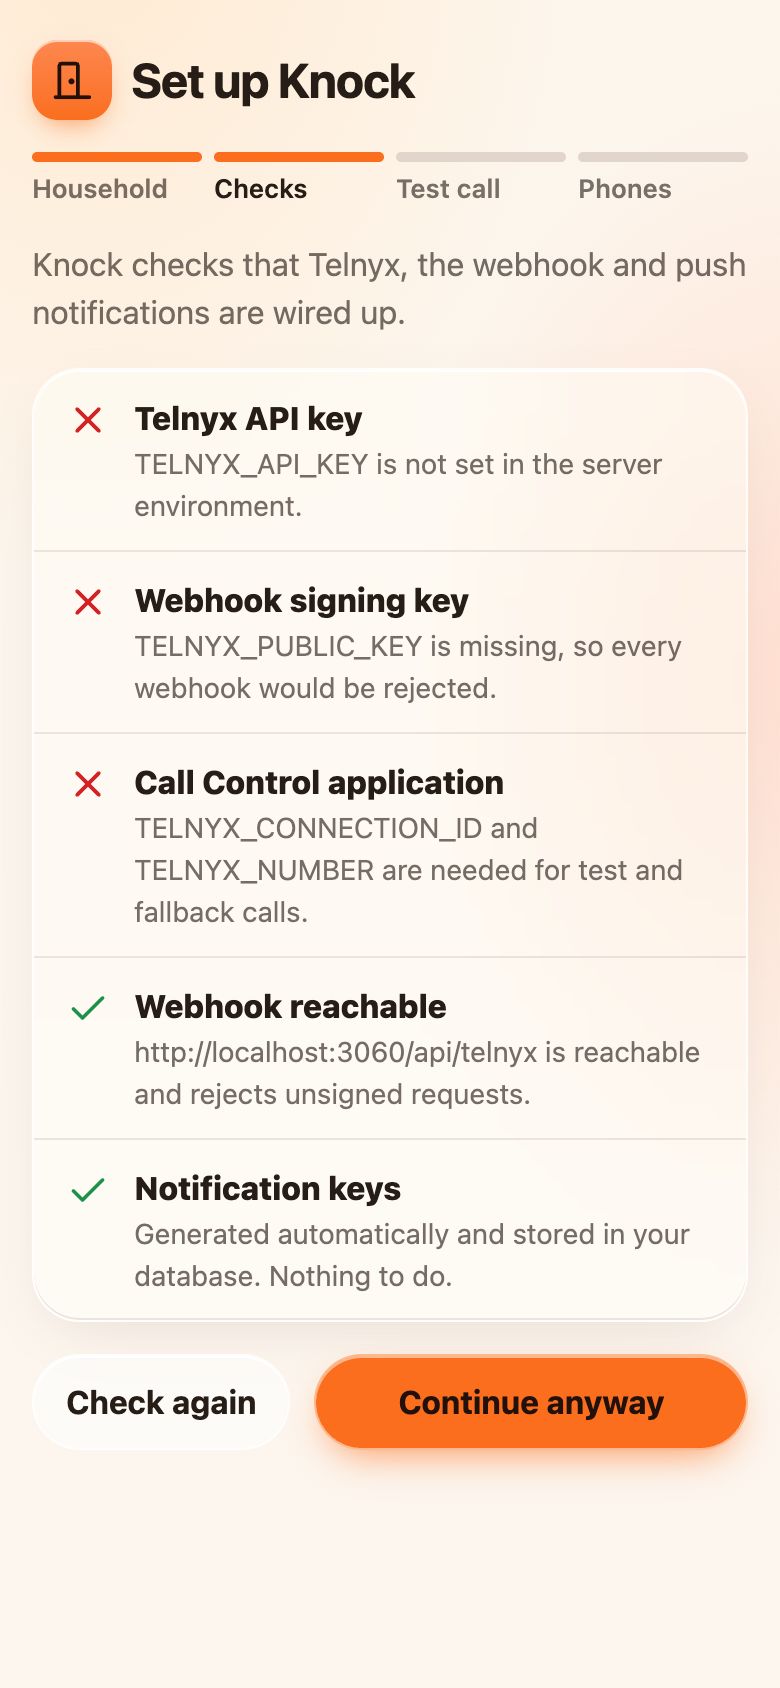 Set up Knock
Household
Checks
Test call
Phones
Knock checks that Telnyx, the webhook and push
notifications are wired up.
Telnyx API key
TELNYX_API_KEY is not set in the server
environment.
Webhook signing key
TELNYX_PUBLIC_KEY is missing, so every
webhook would be rejected.
Call Control application
TELNYX_CONNECTION_ID and
TELNYX_NUMBER are needed for test and
fallback calls.
Webhook reachable
http://localhost:3060/api/telnyx is reachable
and rejects unsigned requests.
Notification keys
Generated automatically and stored in your
database. Nothing to do.
Check again
Continue anyway